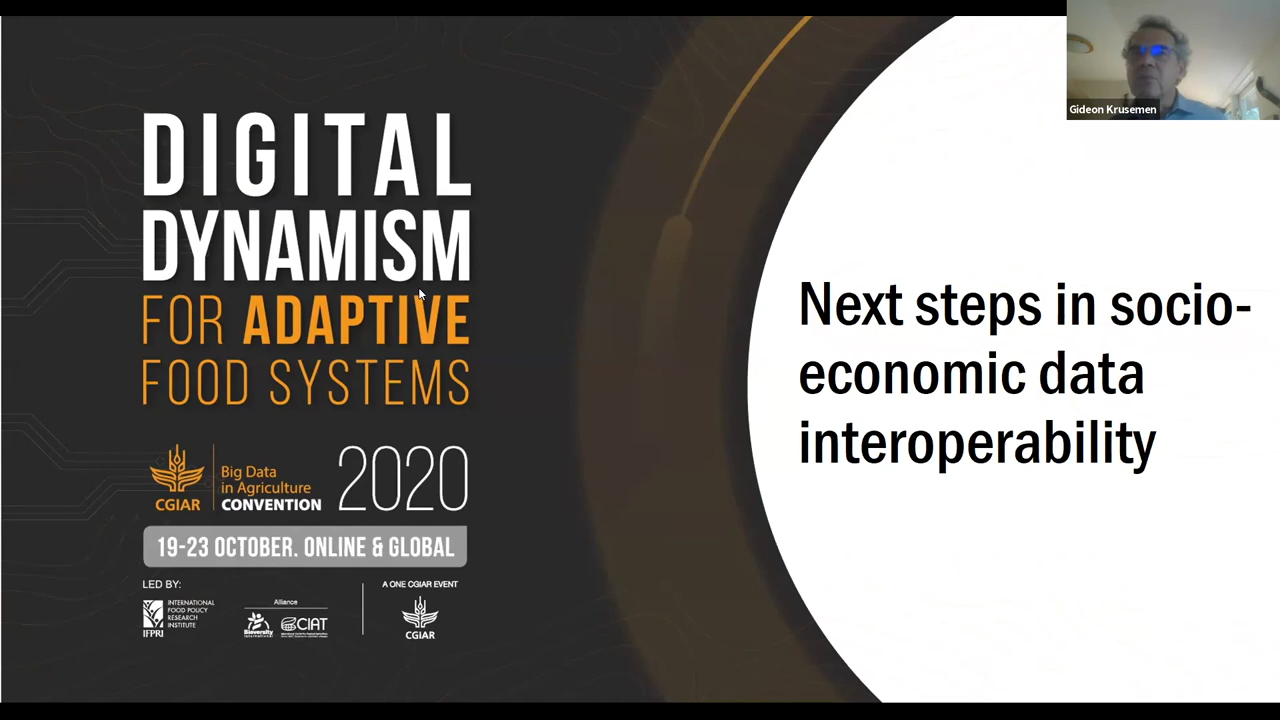 DIGITAL
DYNAMISM
FOR ADAPTIVE
FOOD SYSTEMS
CGIAR
Big Data
in Agriculture
CONVENTION
2020
19-23 OCTOBER. ONLINE & GLOBAL
LED BY:
IFPRI
INTERNATIONAL
FOOD POLICY
RESEARCH
INSTITUTE
Alliance
Bioversity
International
CIAT
A ONE CGIAR EVENT
CGIAR
Next steps in socio-
economic data
interoperability
Gideon Krusemen